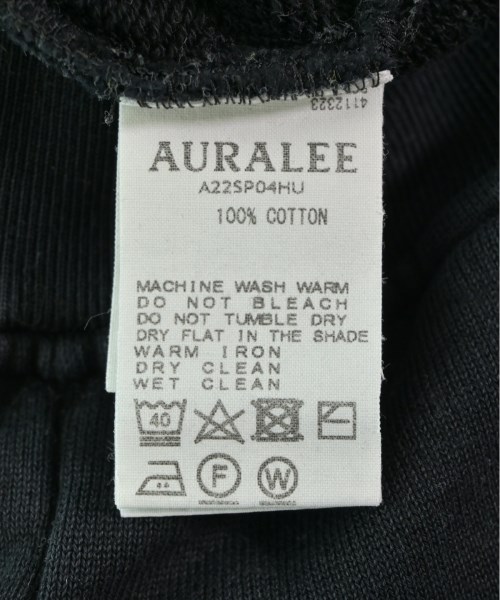 4112323
AURALEE
A22SP04HU
100% COTTON
MACHINE WASH WARM
DO NOT BLEACH
DO NOT TUMBLE DRY
DRY FLAT IN THE SHADE
WARM IRON
DRY CLEAN
WET CLEAN
40
F
W